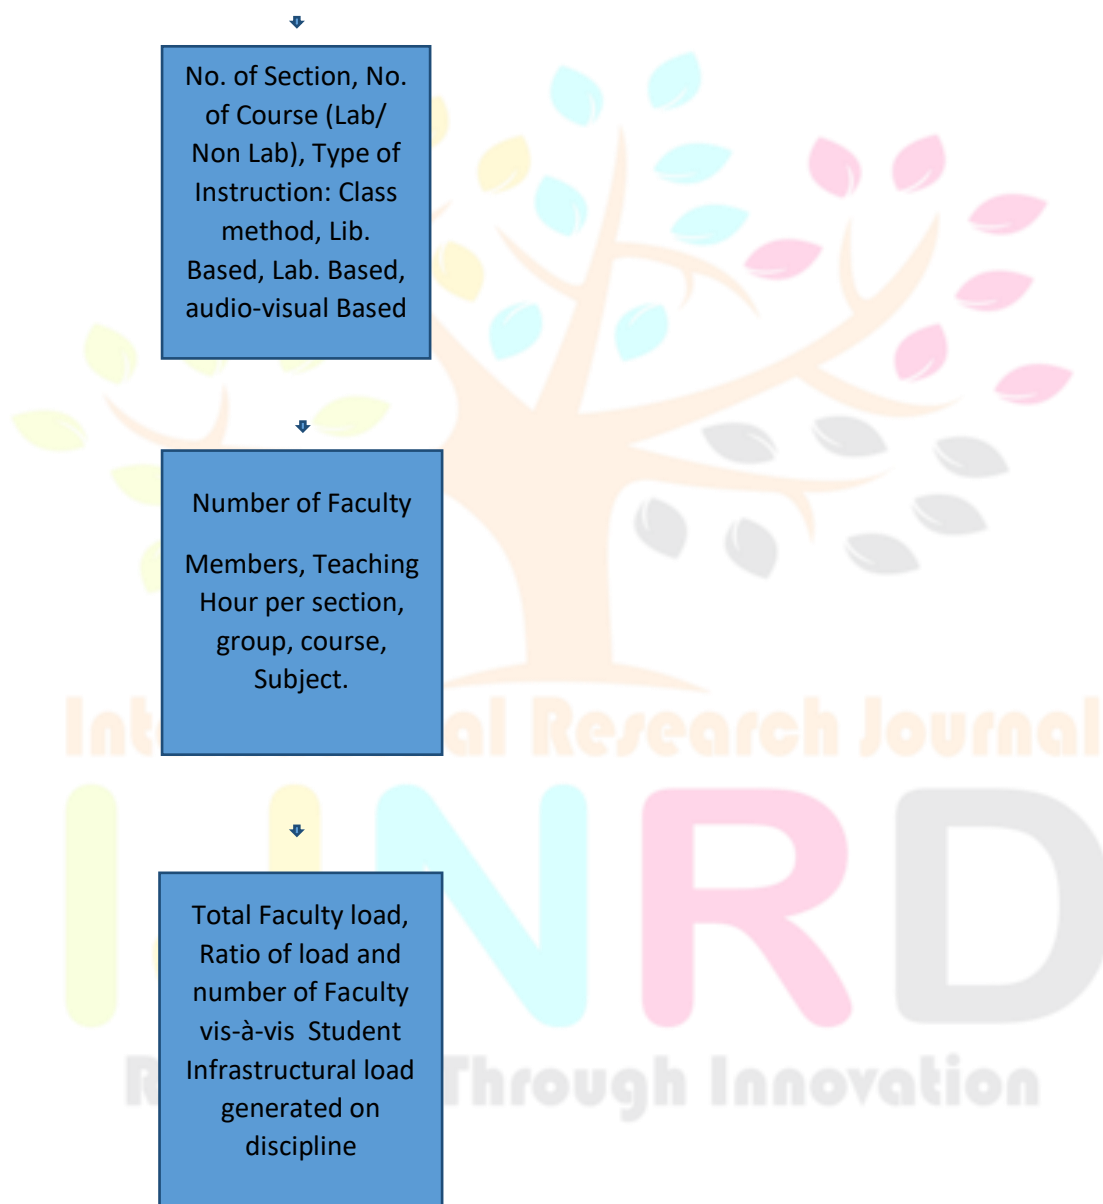 No. of Section, No.
of Course (Lab/
Non Lab), Type of
Instruction: Class
method, Lib.
Based, Lab. Based,
audio-visual Based
Number of Faculty
Members, Teaching
Hour per section,
group, course,
Subject.
Research Journal
NRD
Total Faculty load,
Ratio of load and
number of Faculty
vis-à-vis Student
Infrastructural load
generated on
discipline
Through Innovation